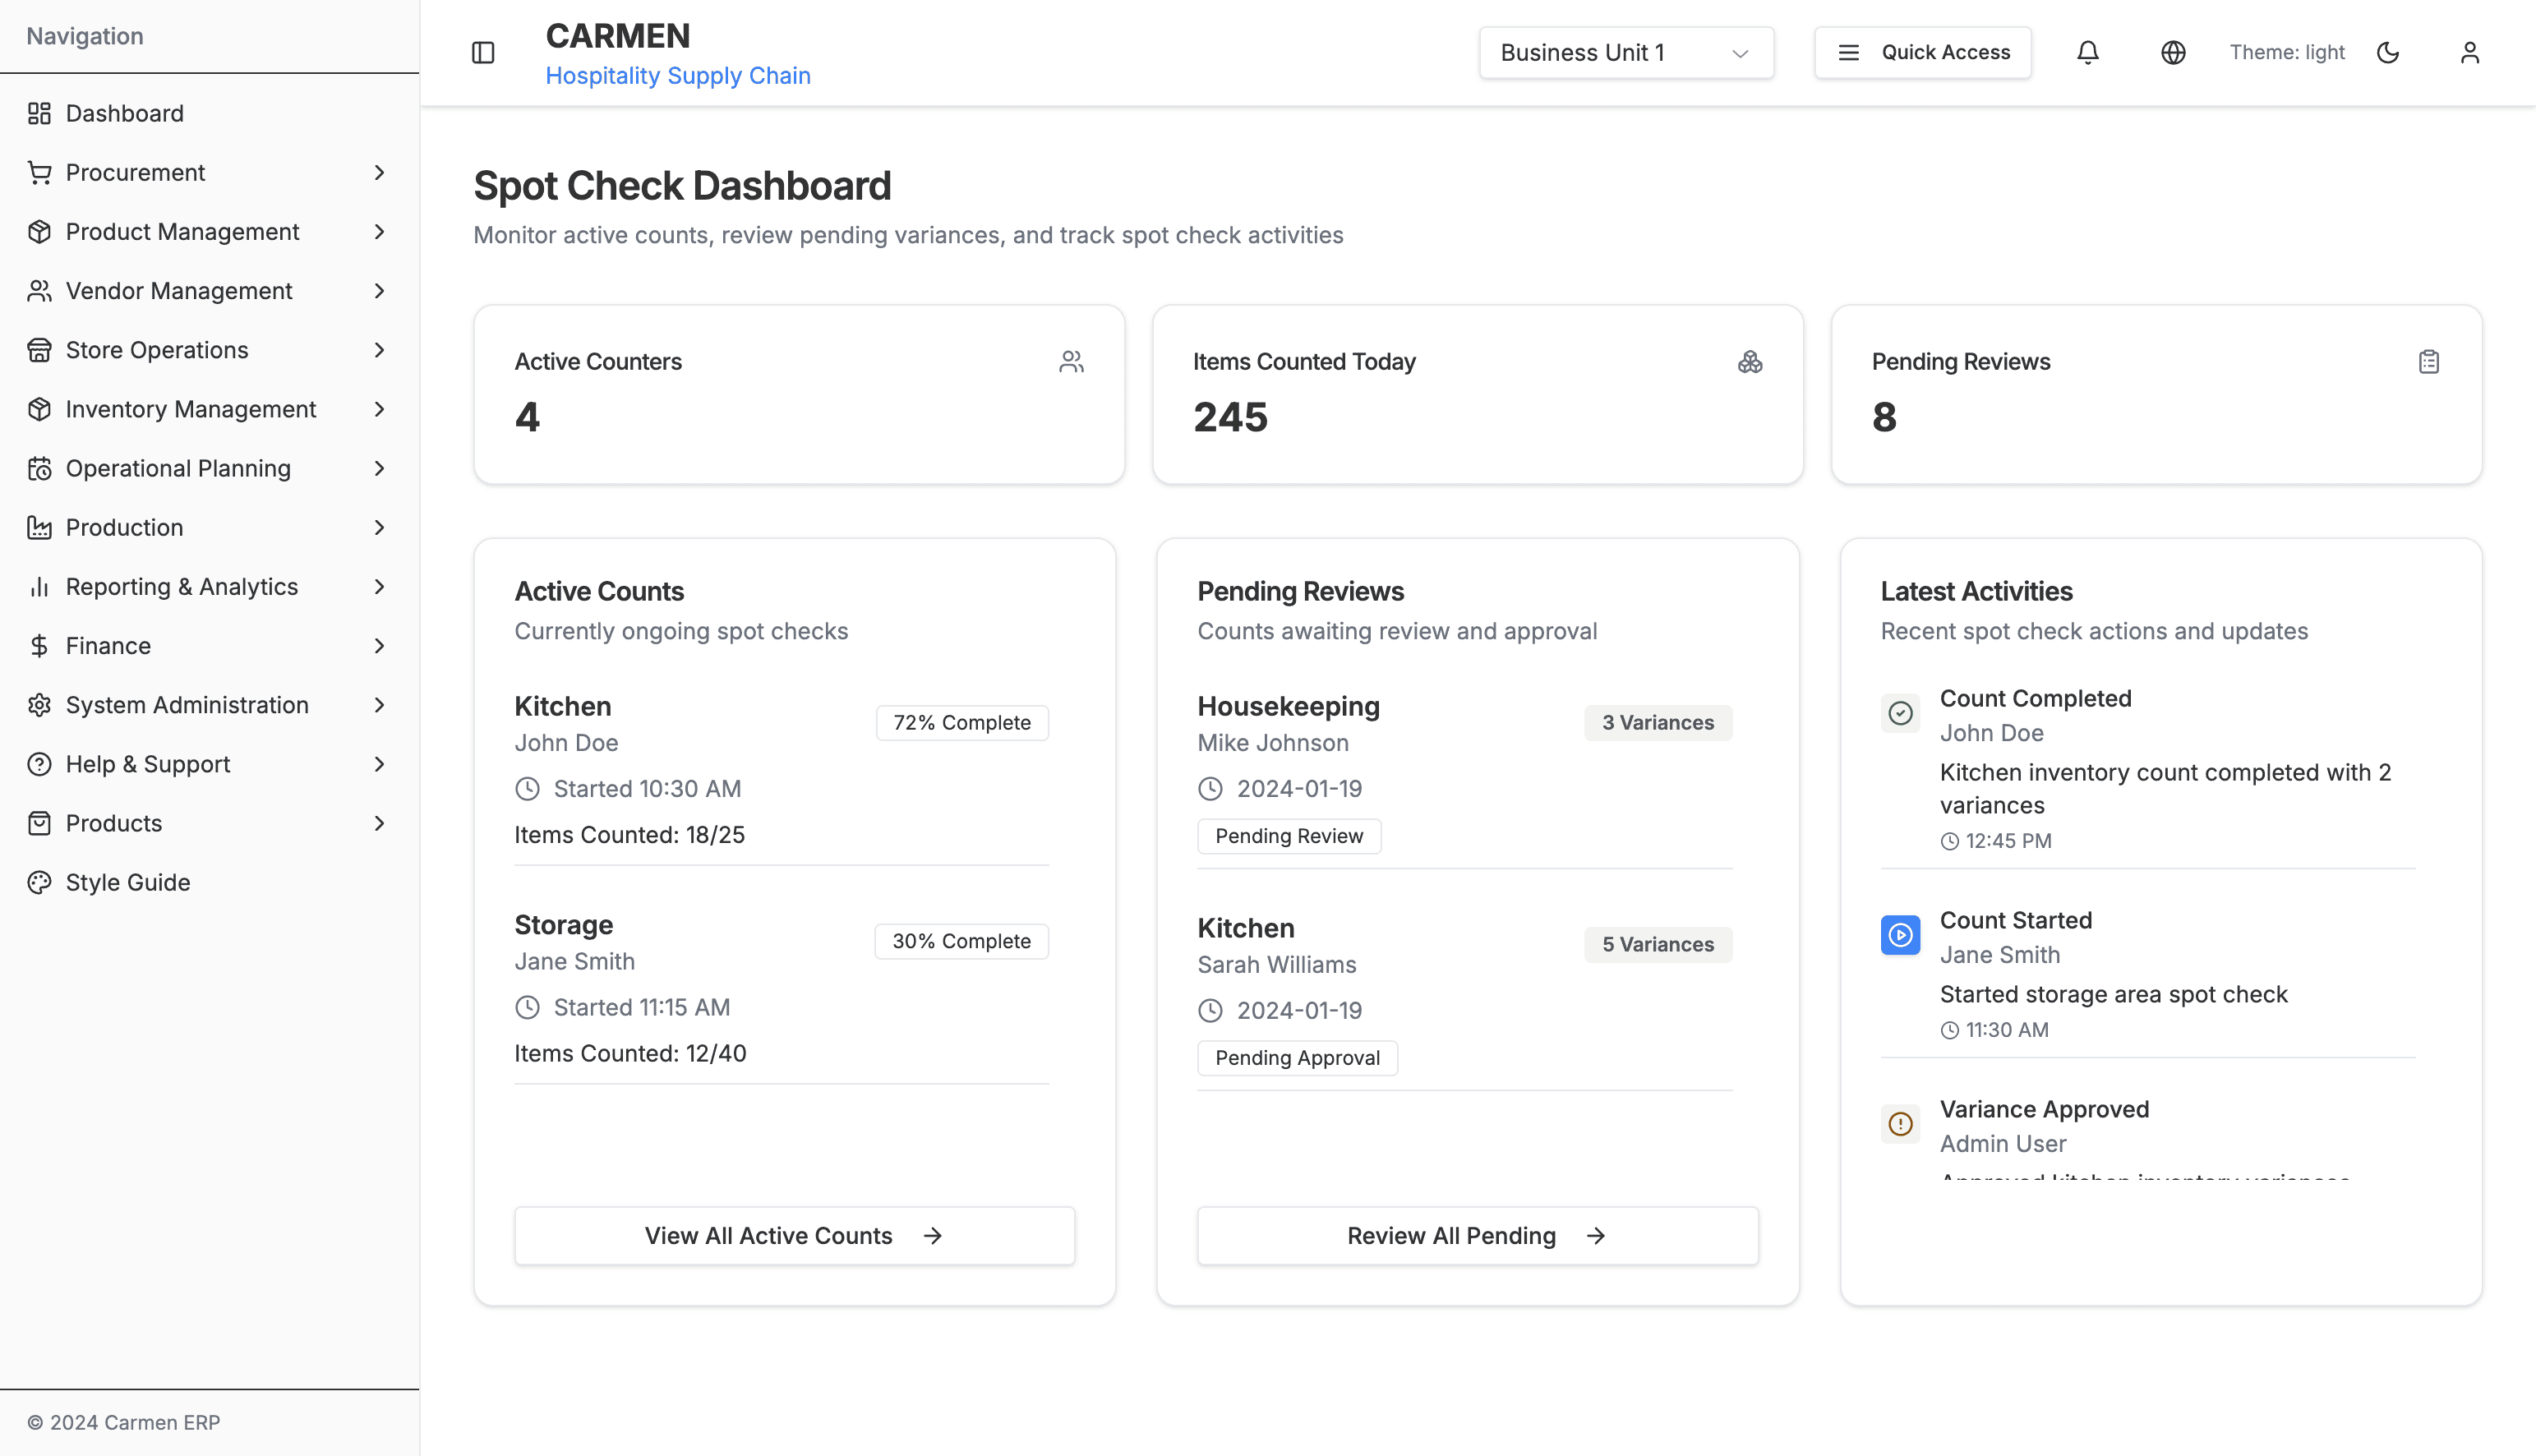 Navigation
Dashboard
Procurement
Product Management
Vendor Management
Store Operations
Inventory Management
Operational Planning
Production
Reporting & Analytics
Finance
System Administration
Help & Support
Products
Style Guide
© 2024 Carmen ERP
CARMEN
Hospitality Supply Chain
Business Unit 1
Quick Access
Theme: light
Spot Check Dashboard
Monitor active counts, review pending variances, and track spot check activities
Active Counters
4
Items Counted Today
245
Pending Reviews
8
Active Counts
Currently ongoing spot checks
Kitchen
72% Complete
John Doe
Started 10:30 AM
Items Counted: 18/25
Storage
30% Complete
Jane Smith
Started 11:15 AM
Items Counted: 12/40
View All Active Counts
Pending Reviews
Counts awaiting review and approval
Housekeeping
3 Variances
Mike Johnson
2024-01-19
Pending Review
Kitchen
5 Variances
Sarah Williams
2024-01-19
Pending Approval
Review All Pending
Latest Activities
Recent spot check actions and updates
Count Completed
John Doe
Kitchen inventory count completed with 2
variances
12:45 PM
Count Started
Jane Smith
Started storage area spot check
11:30 AM
Variance Approved
Admin User
Approved kitchen inventory variances